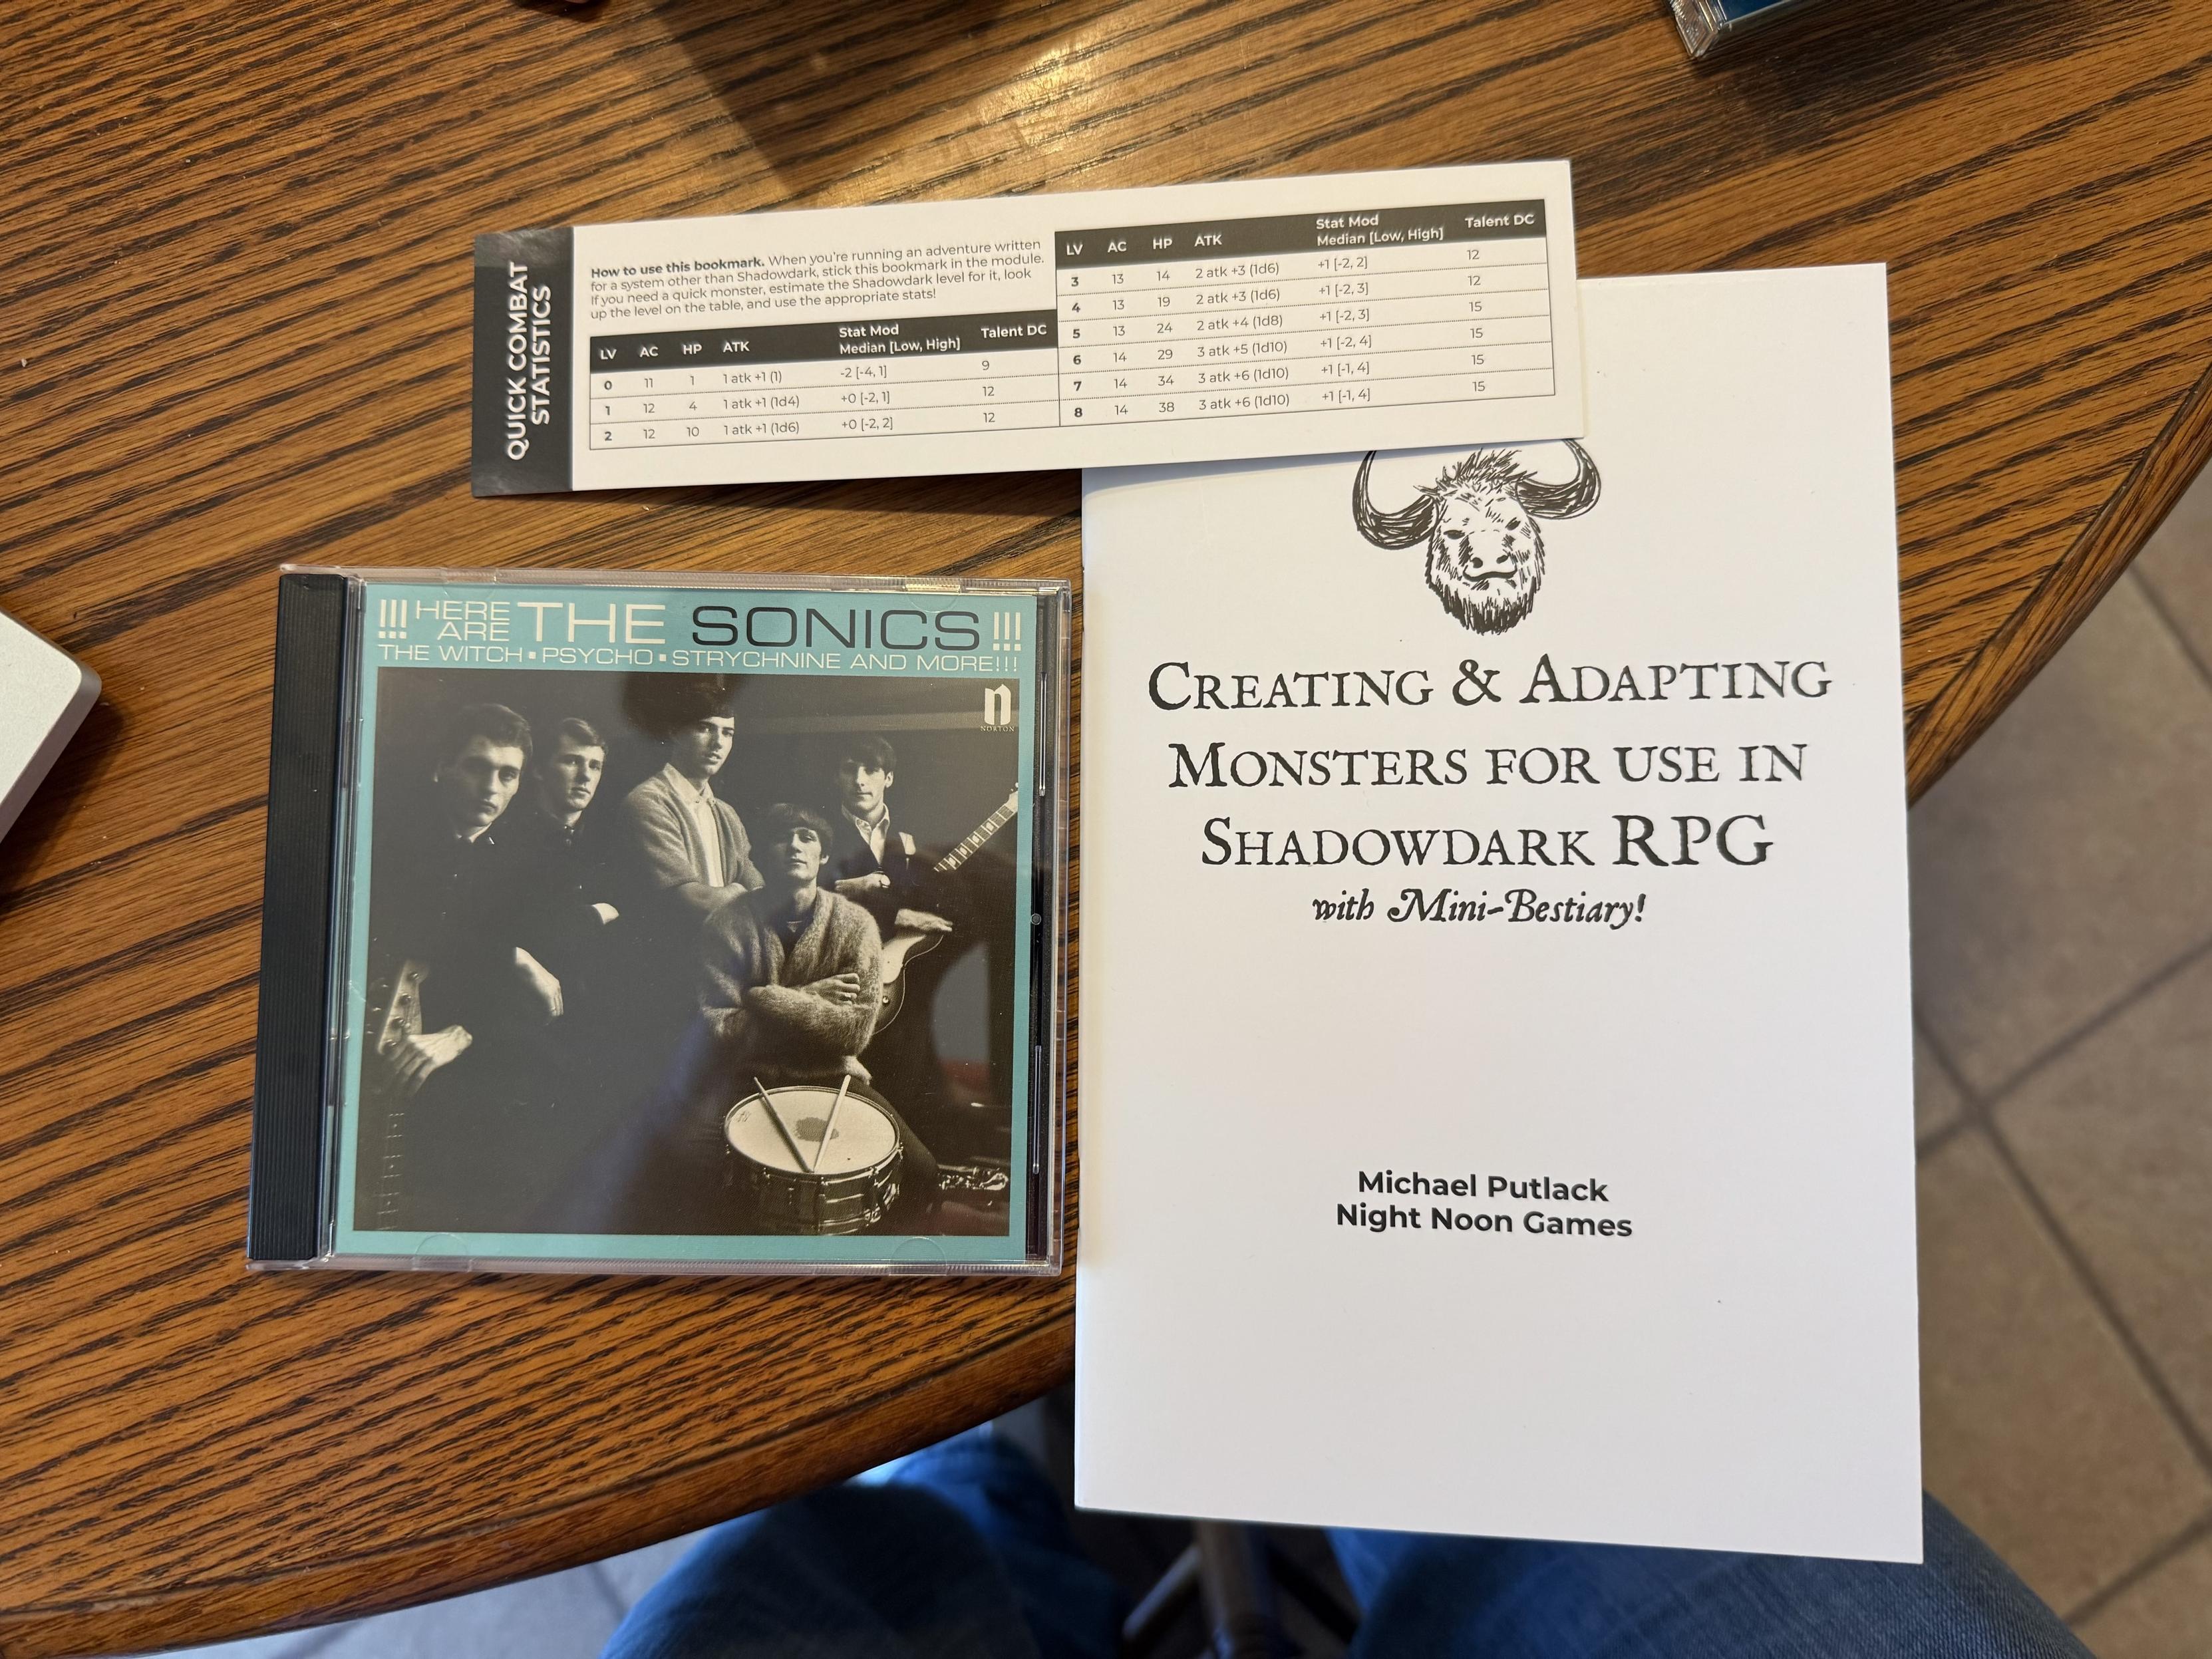 QUICK COMBAT
STATISTICS
How to use this bookmark. When you're running an adventure written
for a system other than Shadowdark, stick this bookmark in the module.
If you need a quick monster, estimate the Shadowdark level for it, look
up the level on the table, and use the appropriate stats!
LV AC HP ATK Stat Mod Median [Low, High] Talent DC
0 11 1 1 atk +1 (1) -2 [-4, 1] 9
1 12 4 1 atk +1 (1d4) +0 [-2, 1] 12
2 12 10 1 atk +1 (1d6) +0 [-2, 2] 12
LV AC HP ATK Stat Mod Median [Low, High] Talent DC
3 13 14 2 atk +3 (1d6) +1 [-2, 2] 12
4 13 19 2 atk +3 (1d6) +1 [-2, 3] 12
5 13 24 2 atk +4 (1d8) +1 [-2, 3] 15
6 14 29 3 atk +5 (1d10) +1 [-2, 4] 15
7 14 34 3 atk +6 (1d10) +1 [-1, 4] 15
8 14 38 3 atk +6 (1d10) +1 [-1, 4] 15
!!! HERE ARE THE SONICS !!!
THE WITCH ▪ PSYCHO ▪ STRYCHNINE AND MORE!!!
n
NORTON
CREATING & ADAPTING
MONSTERS FOR USE IN
SHADOWDARK RPG
with Mini-Bestiary!
Michael Putlack
Night Noon Games